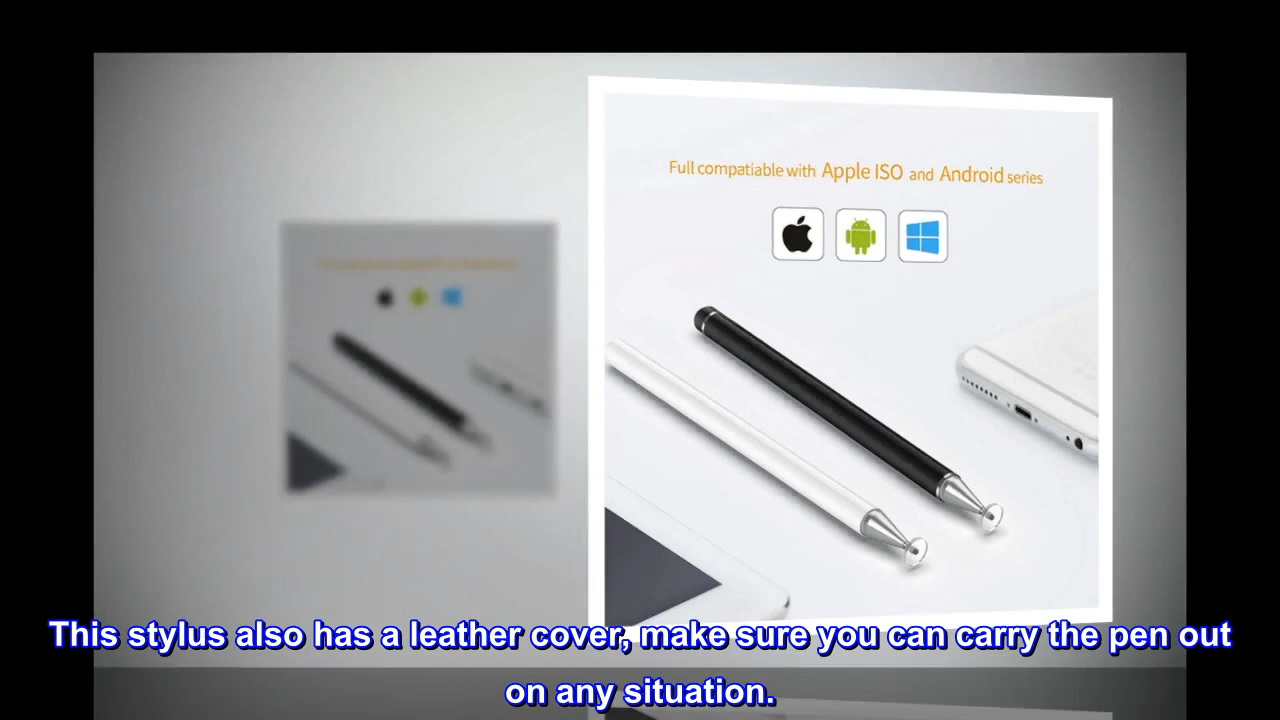 Full compatiable with Apple ISO and Android series
This stylus also has a leather cover, make sure you can carry the pen out
on any situation.